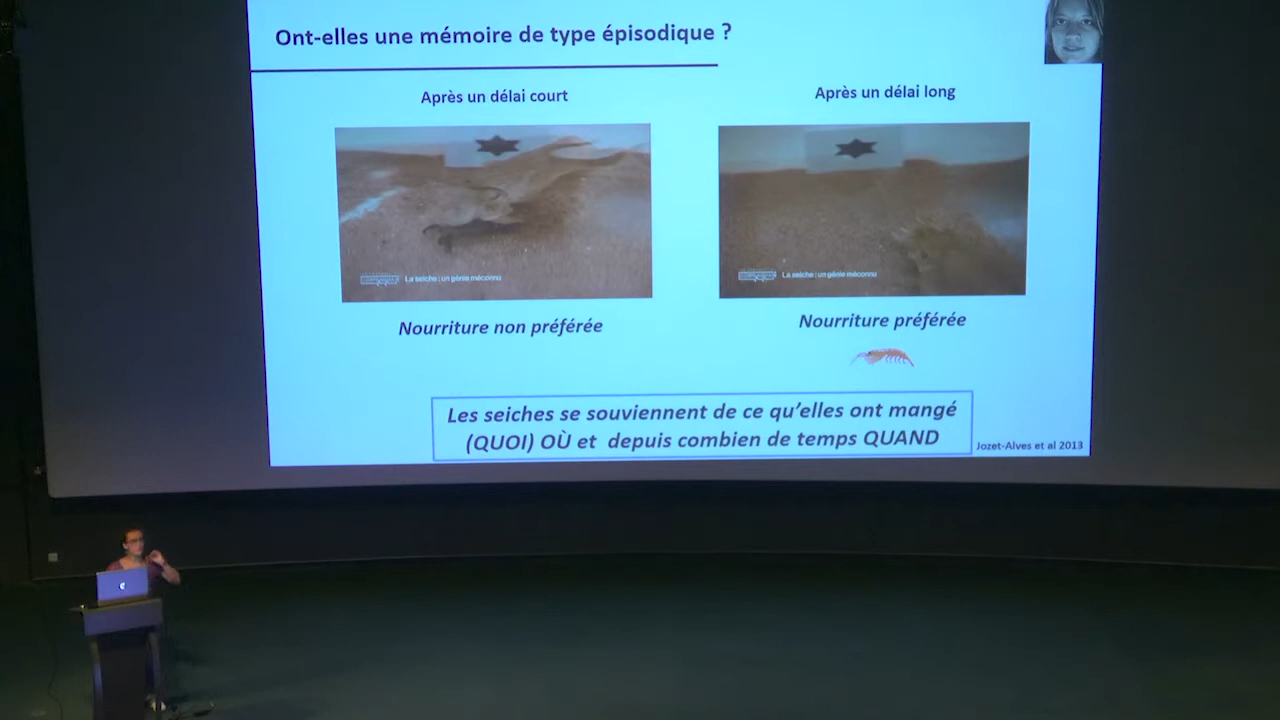 Ont-elles une mémoire de type épisodique ?
Après un délai court
Après un délai long
La seiche : un génie méconnu
La seiche : un génie méconnu
Nourriture non préférée
Nourriture préférée
Les seiches se souviennent de ce qu'elles ont mangé
(QUOI) OÙ et depuis combien de temps QUAND
Jozet-Alves et al 2013